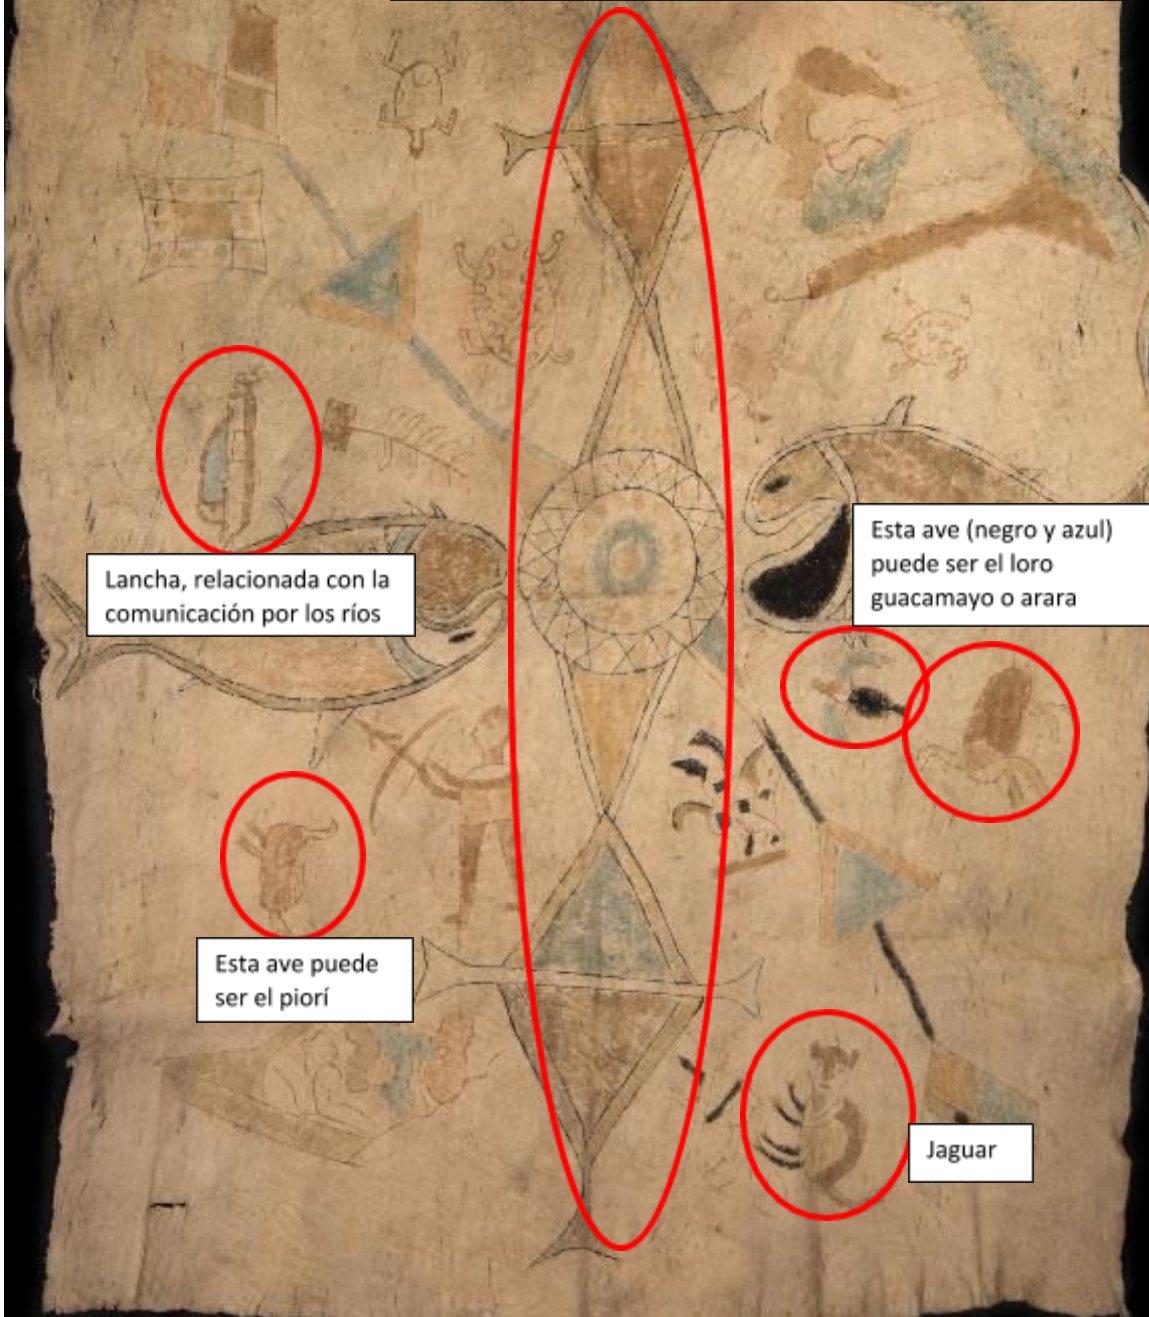 Lancha, relacionada con la
comunicación por los ríos
Esta ave (negro y azul)
puede ser el loro
guacamayo o arara
Esta ave puede
ser el piorí
Jaguar